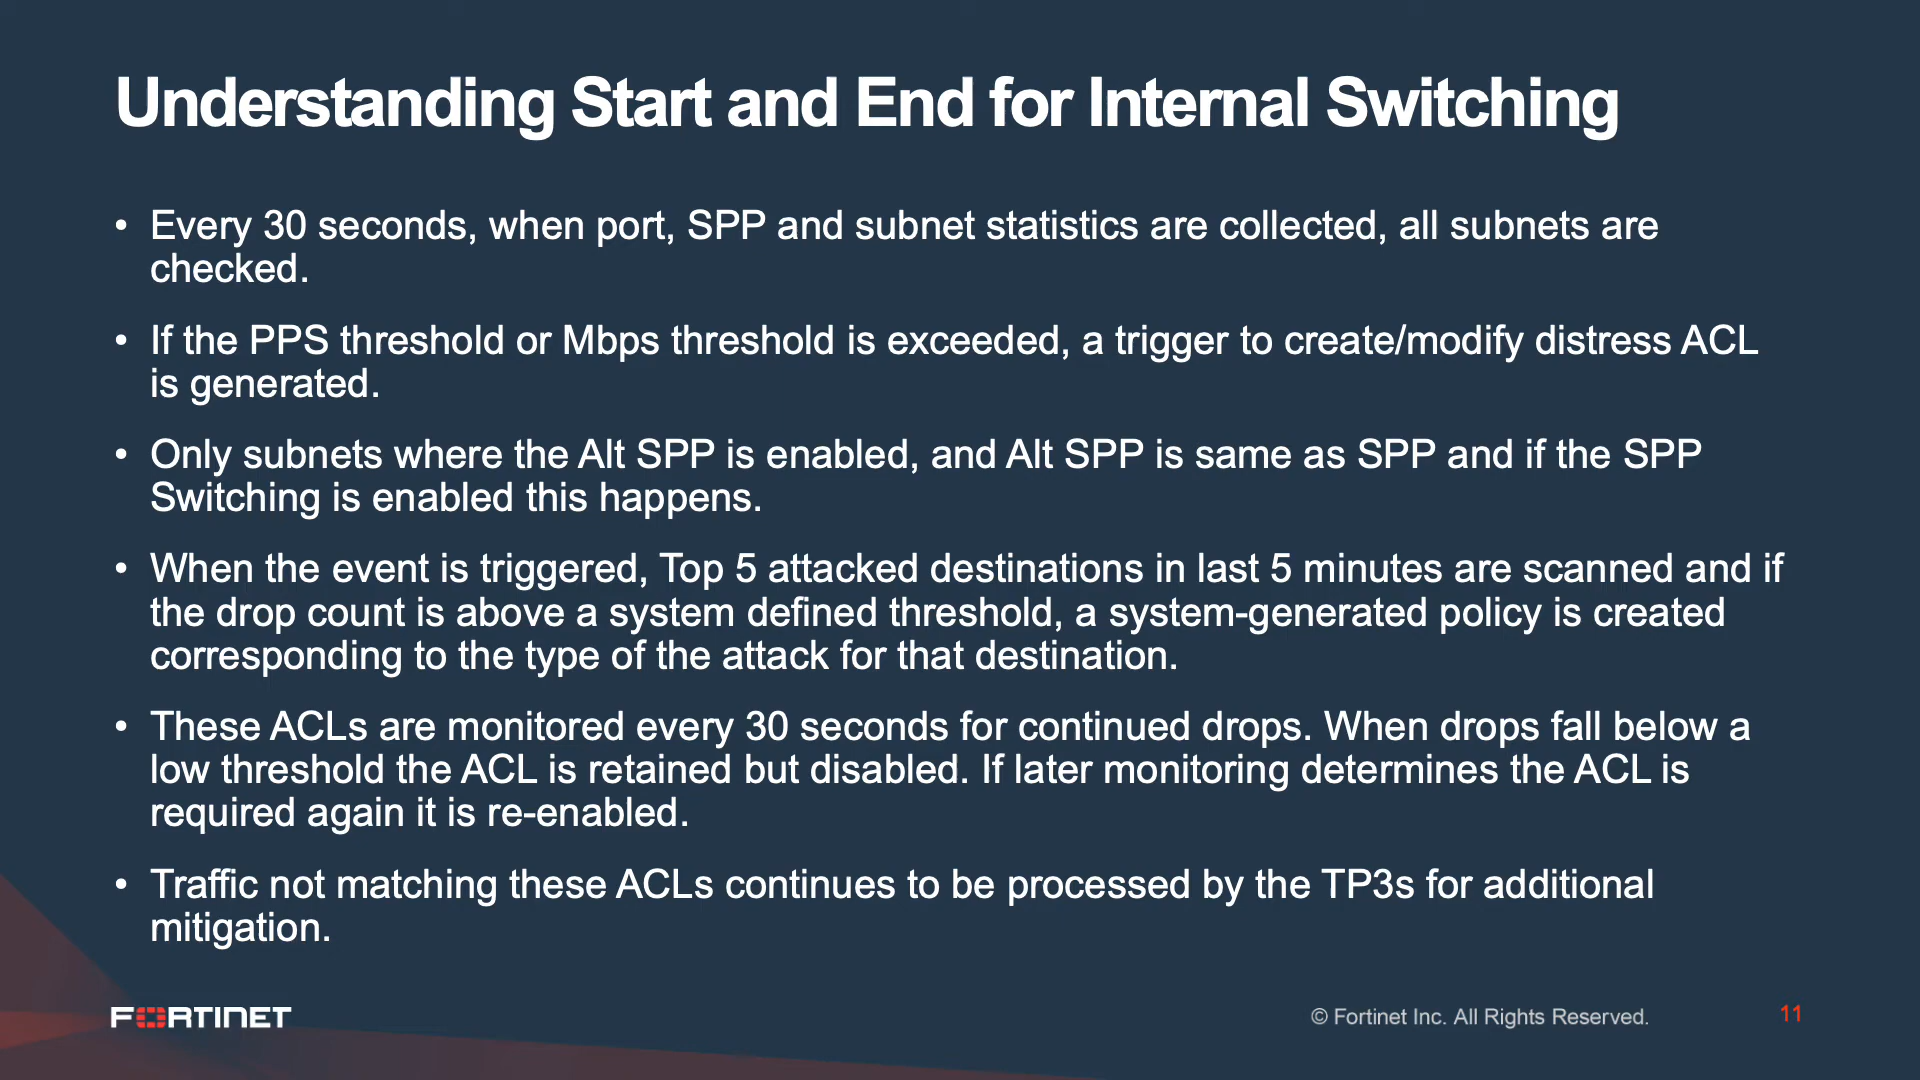 Understanding Start and End for Internal Switching
• Every 30 seconds, when port, SPP and subnet statistics are collected, all subnets are
checked.
• If the PPS threshold or Mbps threshold is exceeded, a trigger to create/modify distress ACL
is generated.
• Only subnets where the Alt SPP is enabled, and Alt SPP is same as SPP and if the SPP
Switching is enabled this happens.
• When the event is triggered, Top 5 attacked destinations in last 5 minutes are scanned and if
the drop count is above a system defined threshold, a system-generated policy is created
corresponding to the type of the attack for that destination.
• These ACLs are monitored every 30 seconds for continued drops. When drops fall below a
low threshold the ACL is retained but disabled. If later monitoring determines the ACL is
required again it is re-enabled.
• Traffic not matching these ACLs continues to be processed by the TP3s for additional
mitigation.
FORTINET
© Fortinet Inc. All Rights Reserved.
11